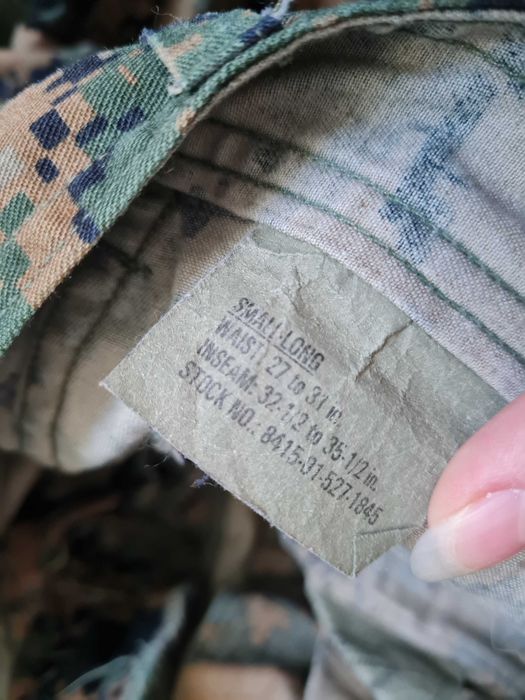 SMALL-LONG
WAIST: 27 to 31 in.
INSEAM: 32-1/2 to 35-1/2 in.
STOCK NO.: 8415-01-527-1845